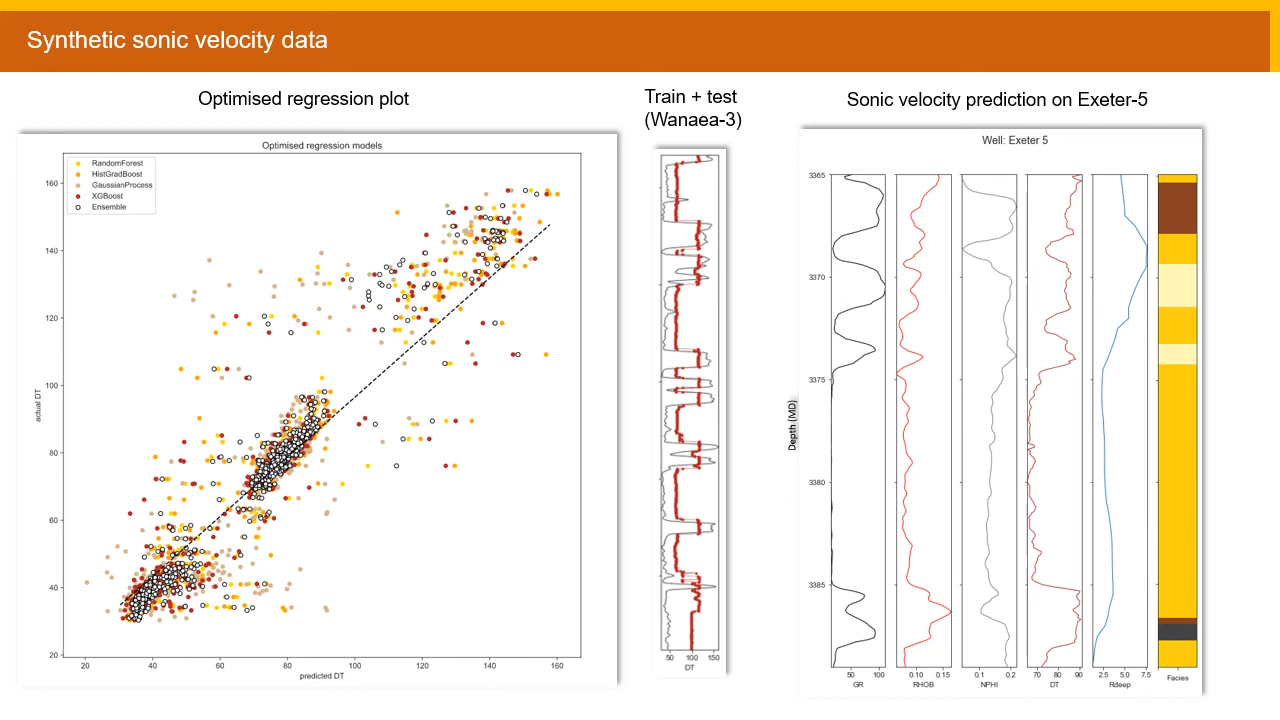 Synthetic sonic velocity data
Optimised regression plot
Train + test
(Wanaea-3)
Sonic velocity prediction on Exeter-5
Optimised regression models
RandomForest
HistGradBoost
GaussianProcess
XGBoost
Ensemble
160
140
120
100
80
60
40
20
actual DT
20 40 60 80 100 120 140 160
predicted DT
50 100 150
DT
Well: Exeter 5
3365
3370
3375
3380
3385
Depth (MD)
50 100
GR
0.10 0.15
RHOB
0.1 0.2
NPHI
70 80 90
DT
2.5 5.0 7.5
Rdeep
Facies